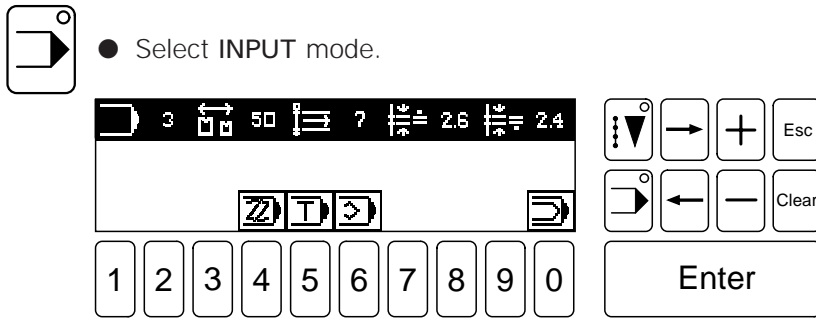 ● Select INPUT mode.
3 50 7 2.6 2.4
T
Esc
Clear
1 2 3 4 5 6 7 8 9 0
Enter